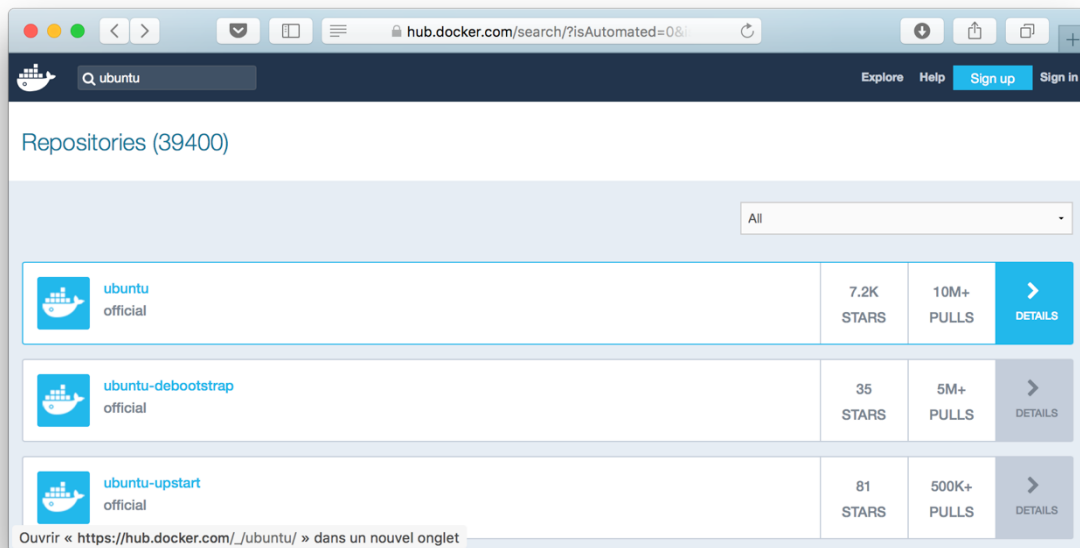 hub.docker.com/search/?isAutomated=0&
ubuntu
Explore Help Sign up Sign in
Repositories (39400)
All
ubuntu
official
7.2K
STARS
10M+
PULLS
DETAILS
ubuntu-debootstrap
official
35
STARS
5M+
PULLS
DETAILS
ubuntu-upstart
official
81
STARS
500K+
PULLS
DETAILS
Ouvrir « https://hub.docker.com/_/ubuntu/ » dans un nouvel onglet